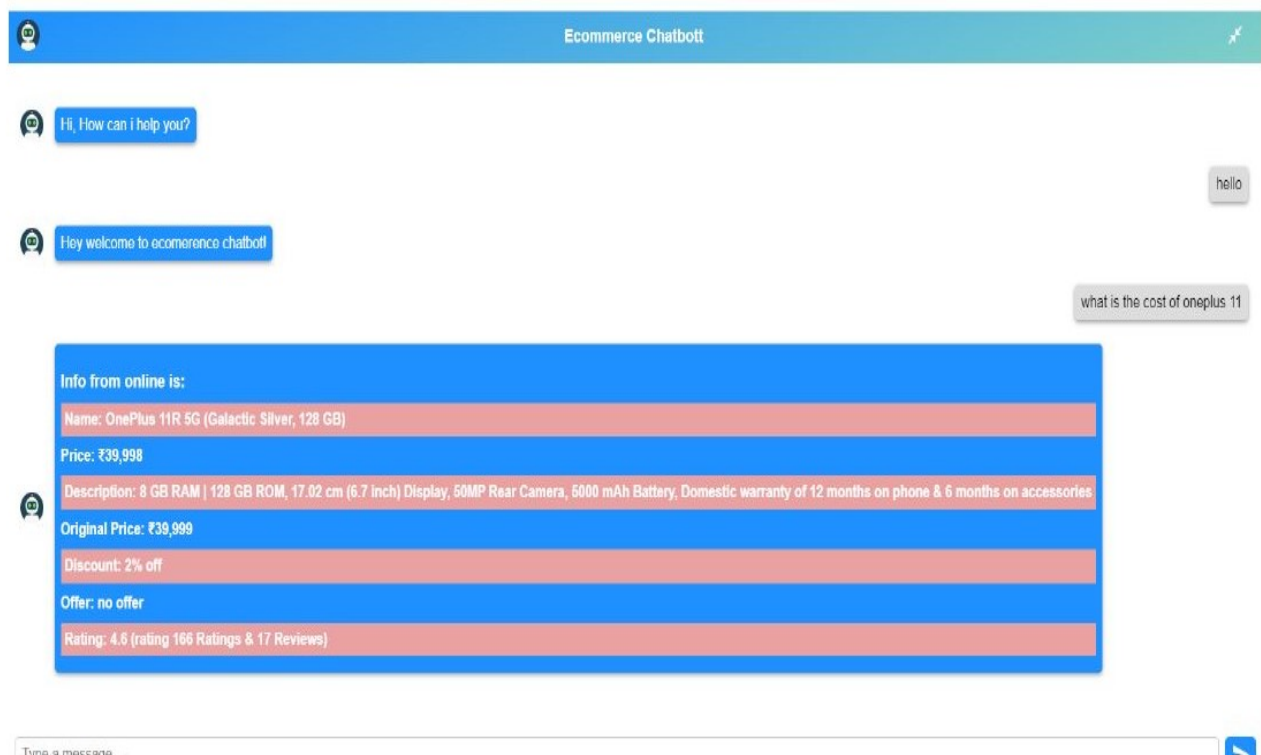 Ecommerce Chatbott
Hi, How can i help you?
hello
Hey welcome to ecomerence chatbot!
what is the cost of oneplus 11
Info from online is:
Name: OnePlus 11R 5G (Galactic Silver, 128 GB)
Price: ₹39,998
Description: 8 GB RAM | 128 GB ROM, 17.02 cm (6.7 inch) Display, 50MP Rear Camera, 5000 mAh Battery, Domestic warranty of 12 months on phone & 6 months on accessories
Original Price: ₹39,999
Discount: 2% off
Offer: no offer
Rating: 4.6 (rating 166 Ratings & 17 Reviews)
Type a message...